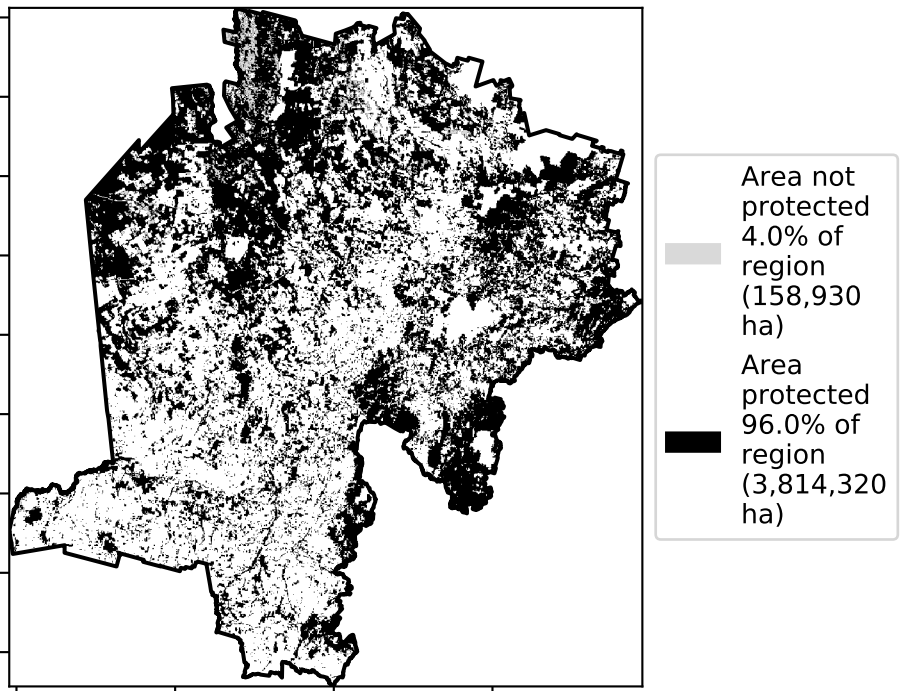 Area not
protected
4.0% of
region
(158,930
ha)
Area
protected
96.0% of
region
(3,814,320
ha)